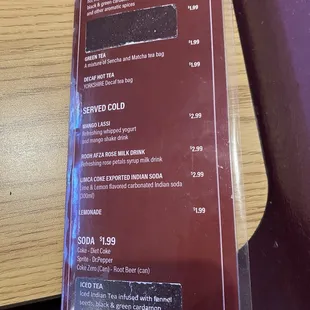 black & green cardamon
and other aromatic spices
$1.99
GREEN TEA
$1.99
A mixture of Sencha and Matcha tea bag
DECAF HOT TEA
$1.99
YORKSHIRE Decaf tea bag
SERVED COLD
MANGO LASSI
$2.99
Refreshing whipped yogurt
and mango shake drink
ROOH AFZA ROSE MILK DRINK
$2.99
Refreshing rose petals syrup milk drink
LIMCA CONE EXPORTED INDIAN SODA
$2.99
Lime & Lemon flavored carbonated Indian soda
(300ml)
LEMONADE
$1.99
SODA $1.99
Coke - Diet Coke
Sprite - Dr.Pepper
Coke Zero (Can) - Root Beer (can)
ICED TEA
Iced Indian Tea infused with fennel
seeds, black & green cardamon